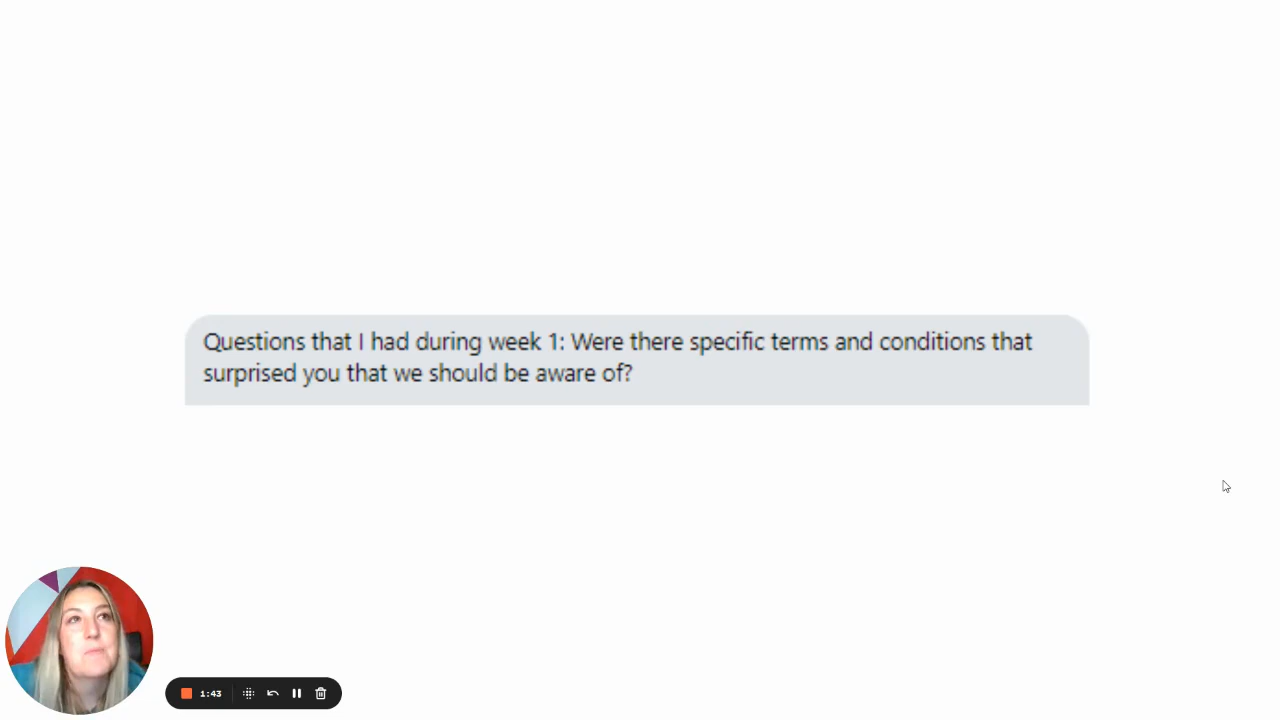 Questions that I had during week 1: Were there specific terms and conditions that
surprised you that we should be aware of?
1:43